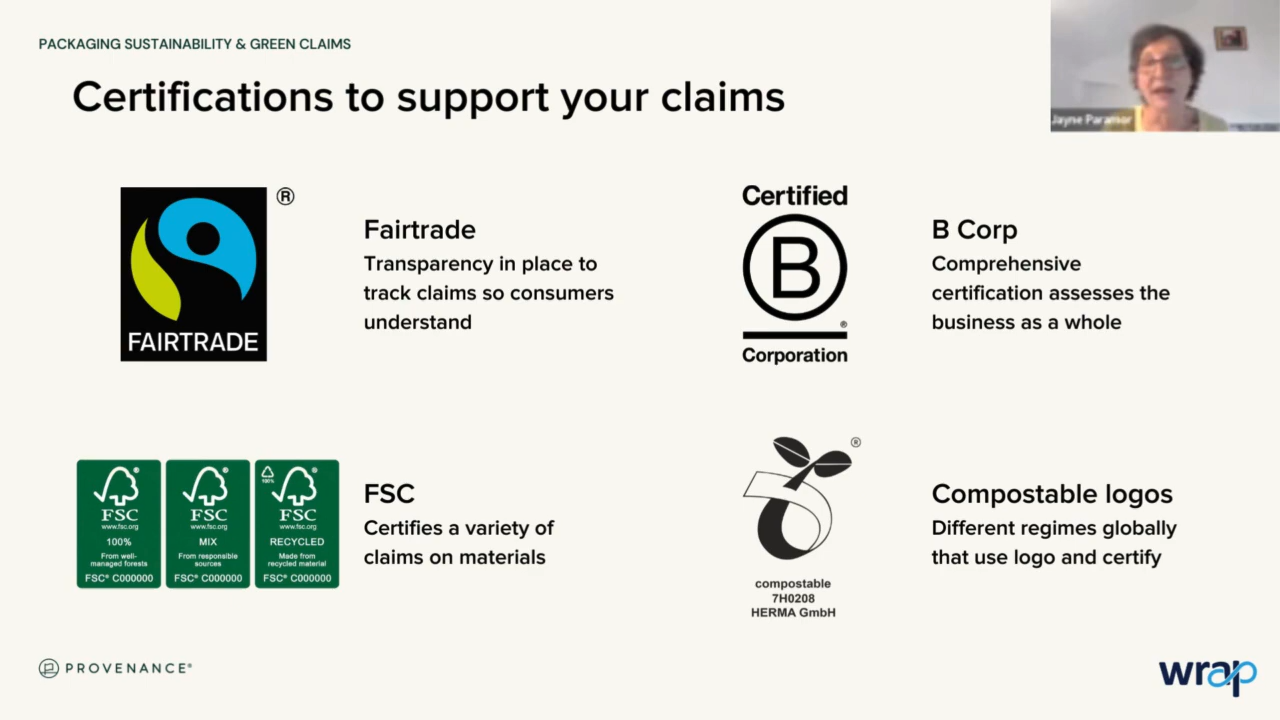 PACKAGING SUSTAINABILITY & GREEN CLAIMS
Certifications to support your claims
Jayne Paramor
®
FAIRTRADE
Fairtrade
Transparency in place to
track claims so consumers
understand
Certified
B
®
Corporation
B Corp
Comprehensive
certification assesses the
business as a whole
®
FSC
www.fsc.org
100%
From well-
managed forests
FSC® C000000
®
FSC
www.fsc.org
MIX
From responsible
sources
FSC® C000000
100%
®
FSC
www.fsc.org
RECYCLED
Made from
recycled material
FSC® C000000
FSC
Certifies a variety of
claims on materials
®
compostable
7H0208
HERMA GmbH
Compostable logos
Different regimes globally
that use logo and certify
PROVENANCE®
wrap